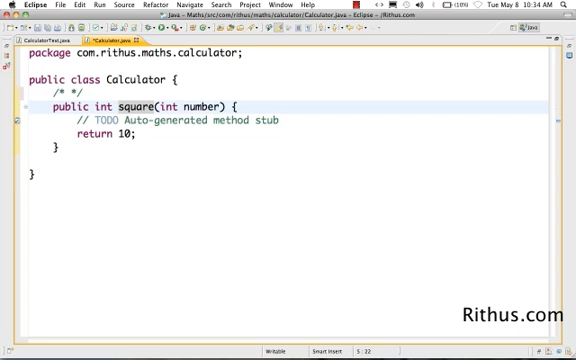 Eclipse File Edit Source Refactor Navigate Search Project Run Window Help (10%) Tue May 8 10:34 AM
Java - Maths/src/com/rithus/maths/calculator/Calculator.java - Eclipse - /Rithus.com
Java
CalculatorTest.java *Calculator.java
package com.rithus.maths.calculator;
public class Calculator {
/* */
public int square(int number) {
// TODO Auto-generated method stub
return 10;
}
}
Rithus.com
Writable Smart Insert 5 : 22